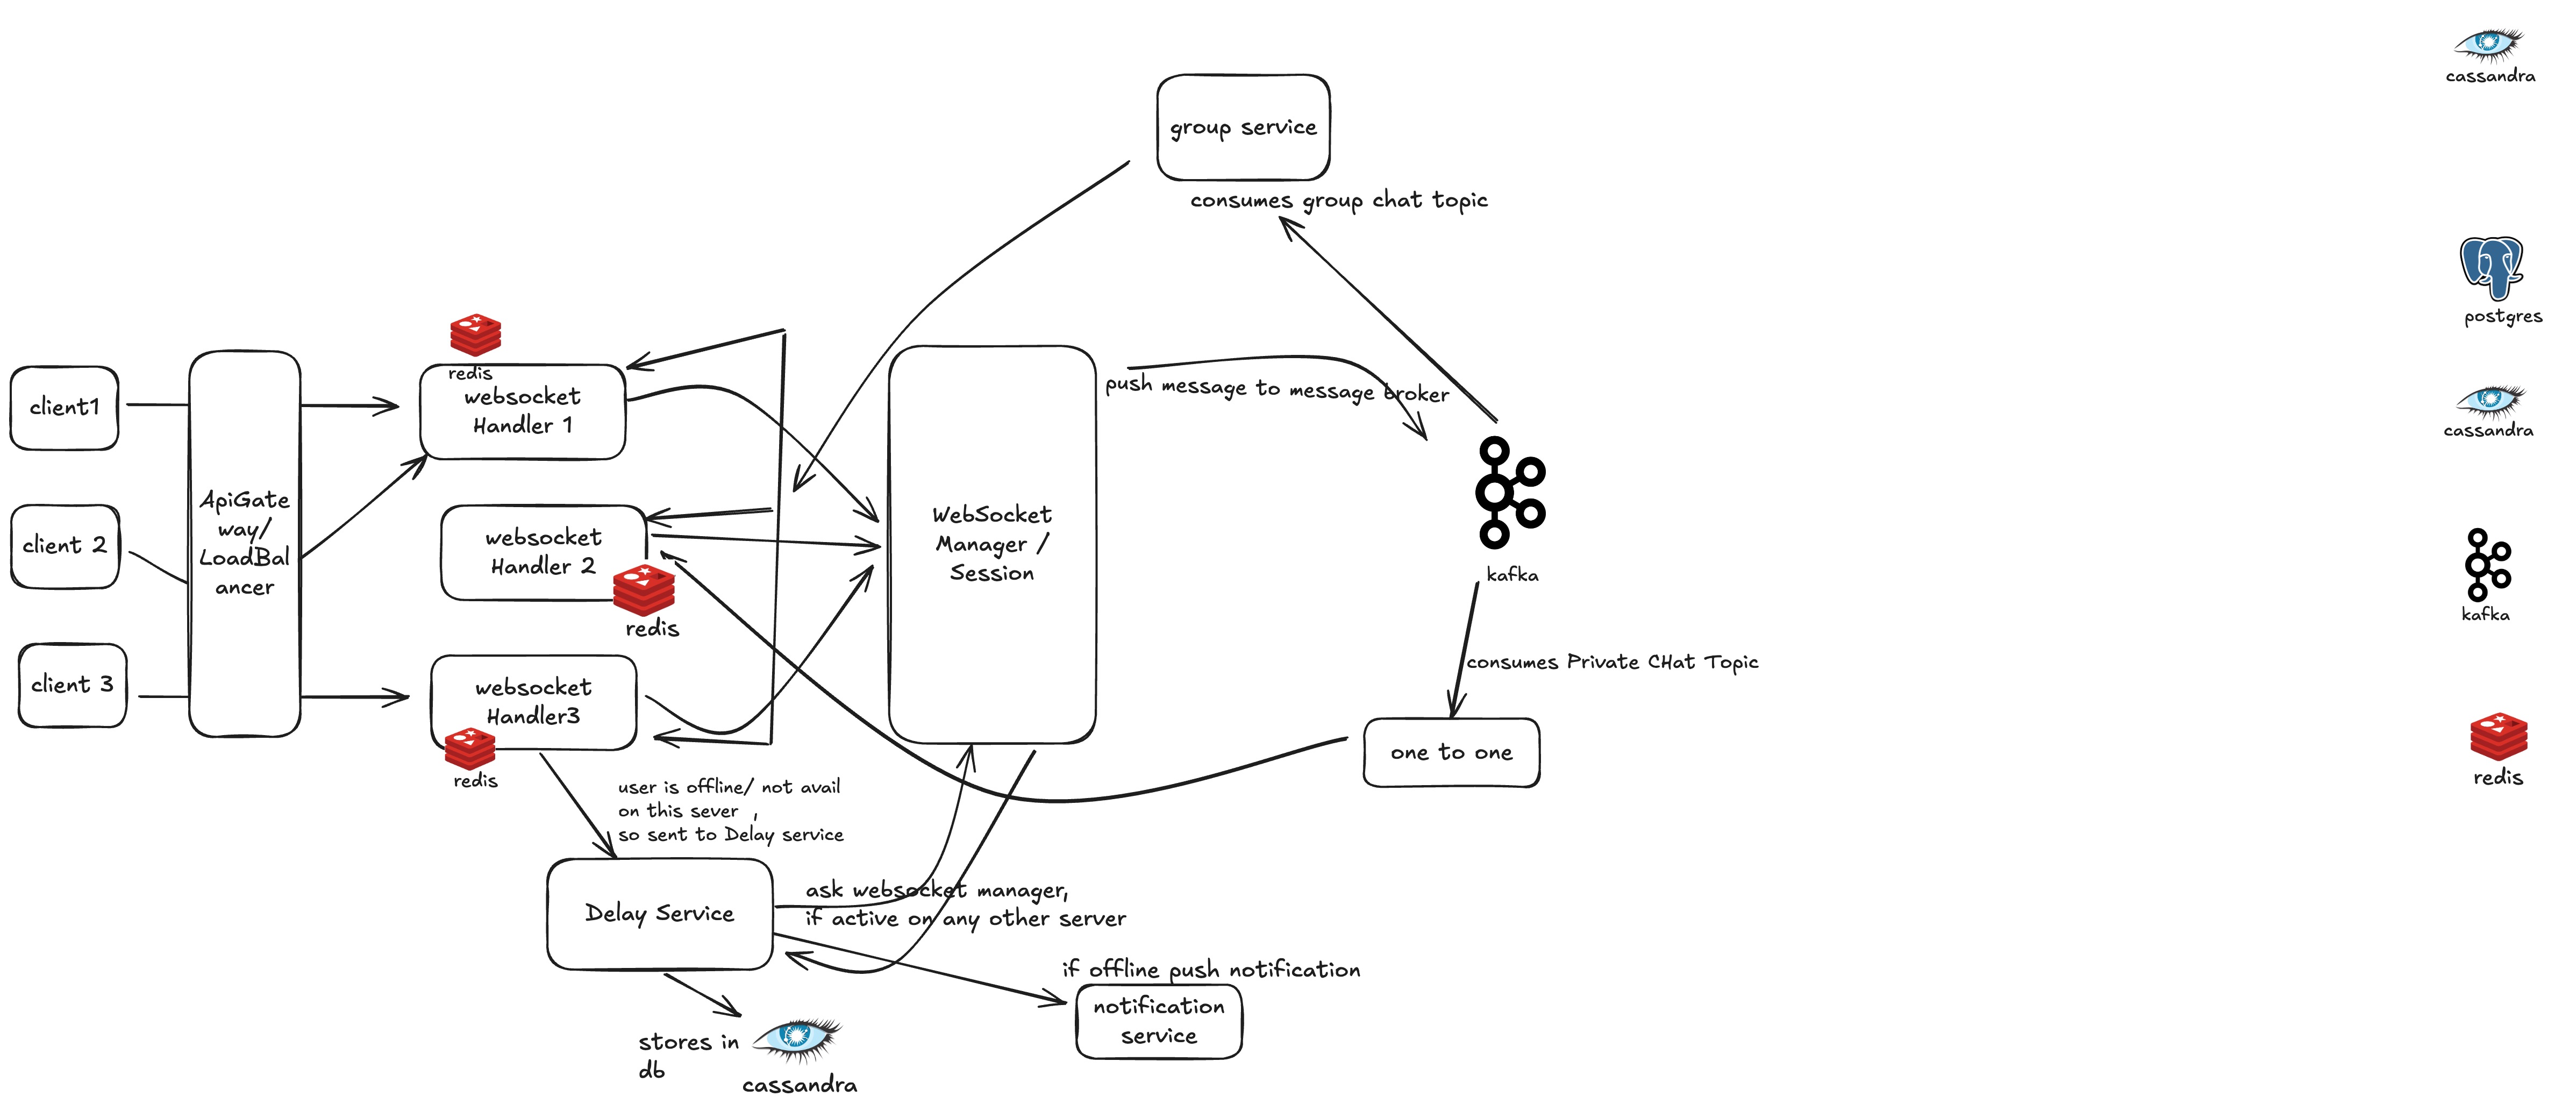 cassandra
group service
consumes group chat topic
postgres
redis
client1
websocket
Handler 1
push message to message broker
cassandra
ApiGate
way/
LoadBal
ancer
client 2
websocket
Handler 2
redis
WebSocket
Manager /
Session
kafka
kafka
client 3
websocket
Handler3
redis
consumes Private CHat Topic
one to one
redis
user is offline/ not avail
on this sever ,
so sent to Delay service
Delay Service
ask websocket manager,
if active on any other server
if offline push notification
notification
service
stores in
db
cassandra